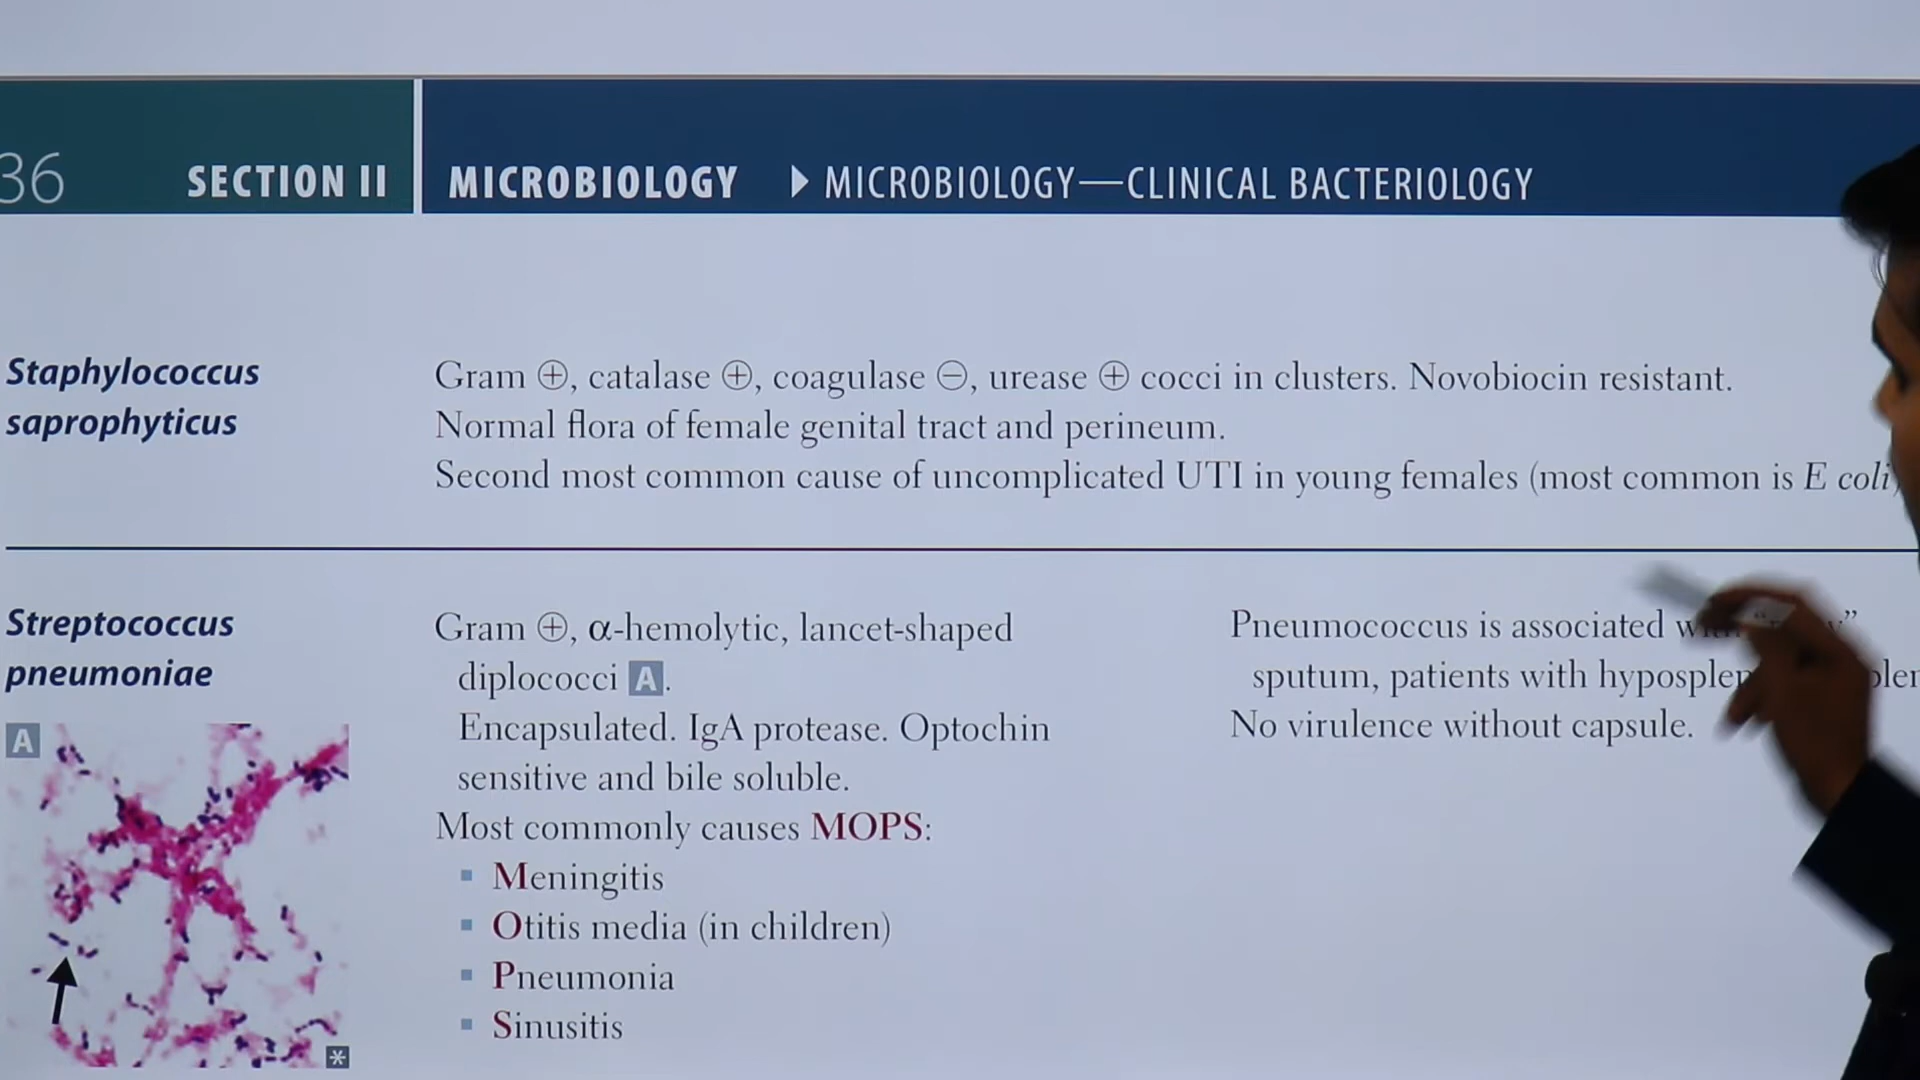 36 SECTION II MICROBIOLOGY ▶ MICROBIOLOGY—CLINICAL BACTERIOLOGY
Staphylococcus
saprophyticus
Gram ⊕, catalase ⊕, coagulase ⊖, urease ⊕ cocci in clusters. Novobiocin resistant.
Normal flora of female genital tract and perineum.
Second most common cause of uncomplicated UTI in young females (most common is E coli)
Streptococcus
pneumoniae
A
Gram ⊕, α-hemolytic, lancet-shaped
diplococci A.
Encapsulated. IgA protease. Optochin
sensitive and bile soluble.
Most commonly causes MOPS:
▪ Meningitis
▪ Otitis media (in children)
▪ Pneumonia
▪ Sinusitis
Pneumococcus is associated
sputum, patients with
No virulence without capsule.